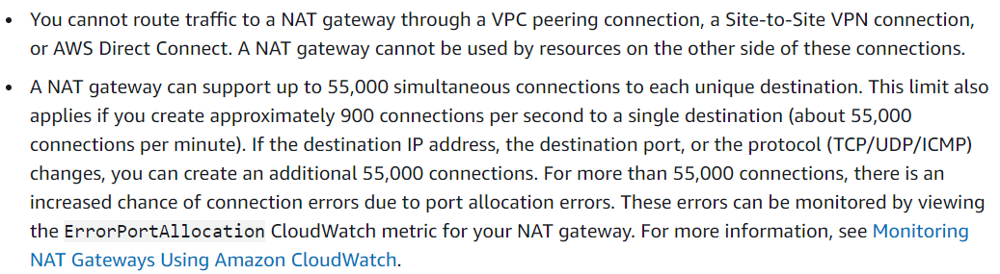 • You cannot route traffic to a NAT gateway through a VPC peering connection, a Site-to-Site VPN connection,
or AWS Direct Connect. A NAT gateway cannot be used by resources on the other side of these connections.
• A NAT gateway can support up to 55,000 simultaneous connections to each unique destination. This limit also
applies if you create approximately 900 connections per second to a single destination (about 55,000
connections per minute). If the destination IP address, the destination port, or the protocol (TCP/UDP/ICMP)
changes, you can create an additional 55,000 connections. For more than 55,000 connections, there is an
increased chance of connection errors due to port allocation errors. These errors can be monitored by viewing
the ErrorPortAllocation CloudWatch metric for your NAT gateway. For more information, see Monitoring
NAT Gateways Using Amazon CloudWatch.